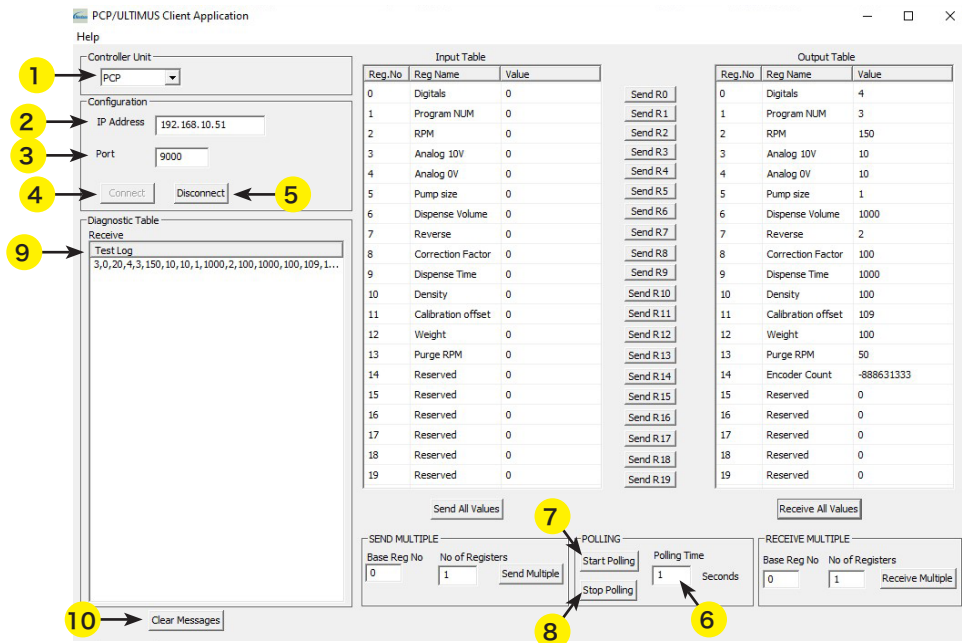 PCP/ULTIMUS Client Application
Help
Controller Unit
1
PCP
Configuration
2
IP Address
192.168.10.51
3
Port
9000
4
Connect
Disconnect
5
Diagnostic Table
Receive
9
Test Log
3,0,20,4,3,150,10,10,1,1000,2,100,1000,100,109,1...
10
Clear Messages
Input Table
Reg.No Reg Name Value
0 Digitals 0
1 Program NUM 0
2 RPM 0
3 Analog 10V 0
4 Analog 0V 0
5 Pump size 0
6 Dispense Volume 0
7 Reverse 0
8 Correction Factor 0
9 Dispense Time 0
10 Density 0
11 Calibration offset 0
12 Weight 0
13 Purge RPM 0
14 Reserved 0
15 Reserved 0
16 Reserved 0
17 Reserved 0
18 Reserved 0
19 Reserved 0
Send All Values
Send R0
Send R1
Send R2
Send R3
Send R4
Send R5
Send R6
Send R7
Send R8
Send R9
Send R10
Send R11
Send R12
Send R13
Send R14
Send R15
Send R16
Send R17
Send R18
Send R19
Output Table
Reg.No Reg Name Value
0 Digitals 4
1 Program NUM 3
2 RPM 150
3 Analog 10V 10
4 Analog 0V 10
5 Pump size 1
6 Dispense Volume 1000
7 Reverse 2
8 Correction Factor 100
9 Dispense Time 1000
10 Density 100
11 Calibration offset 109
12 Weight 100
13 Purge RPM 50
14 Encoder Count -888631333
15 Reserved 0
16 Reserved 0
17 Reserved 0
18 Reserved 0
19 Reserved 0
Receive All Values
SEND MULTIPLE
Base Reg No No of Registers
0 1 Send Multiple
7
POLLING
Start Polling
Polling Time
1 Seconds
Stop Polling
8
6
RECEIVE MULTIPLE
Base Reg No No of Registers
0 1 Receive Multiple